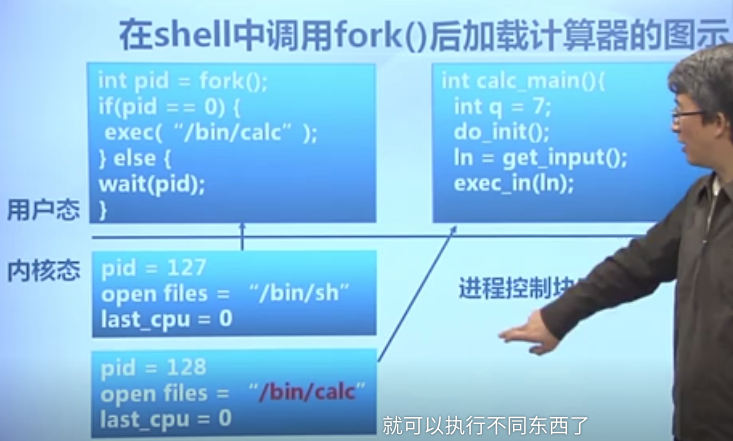 在shell中调用fork()后加载计算器的图示
int pid = fork();
if(pid == 0) {
exec(“/bin/calc”);
} else {
wait(pid);
}
int calc_main(){
int q = 7;
do_init();
ln = get_input();
exec_in(ln);
用户态
内核态
pid = 127
open files = “/bin/sh”
last_cpu = 0
进程控制块
pid = 128
open files = “/bin/calc”
last_cpu = 0
就可以执行不同东西了